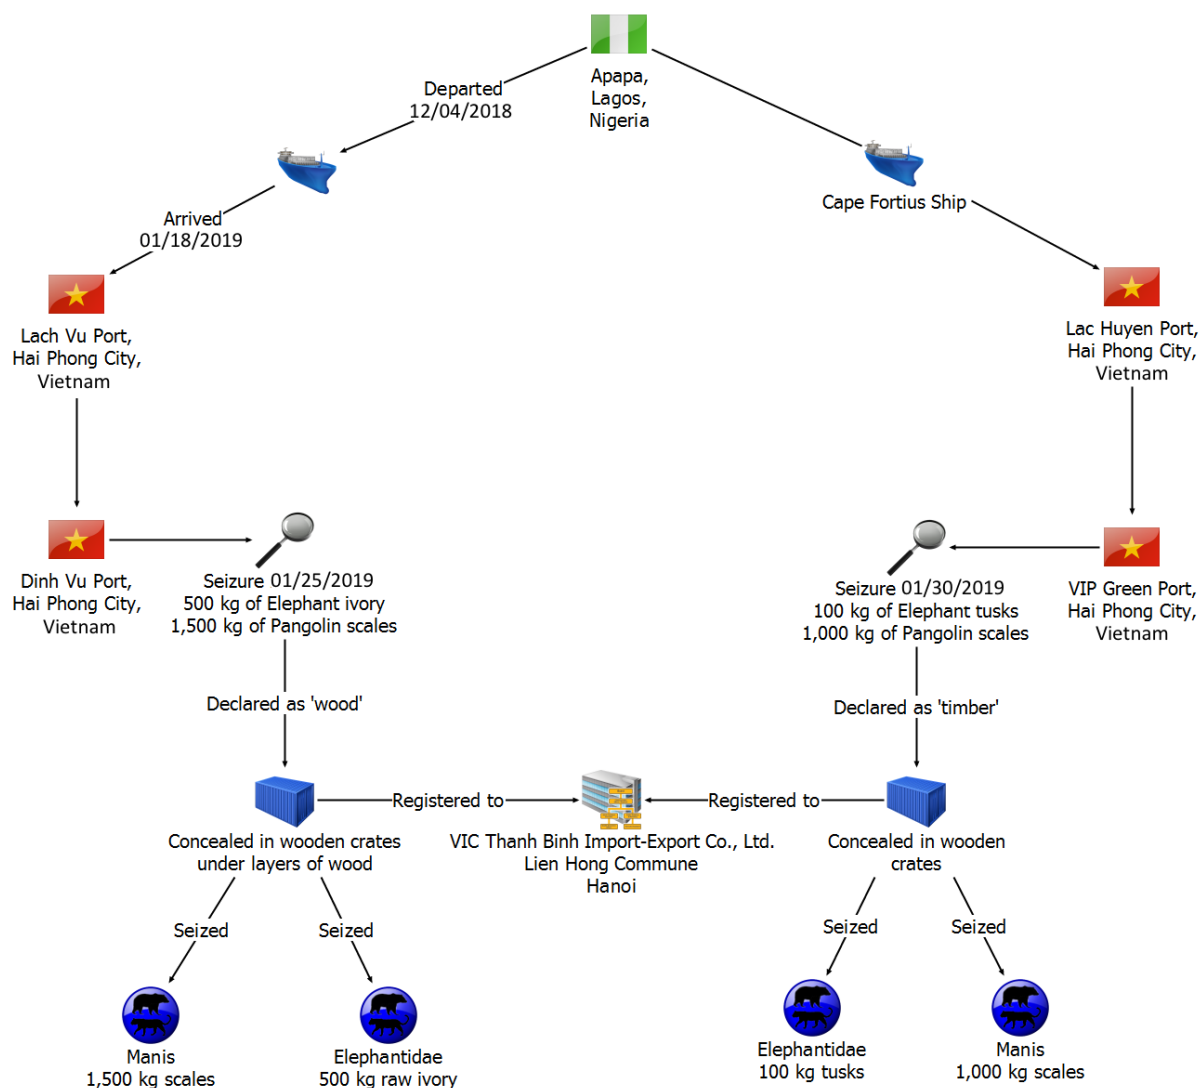 Apapa,
Lagos,
Nigeria
Departed
12/04/2018
Cape Fortius Ship
Arrived
01/18/2019
Lach Vu Port,
Hai Phong City,
Vietnam
Lac Huyen Port,
Hai Phong City,
Vietnam
Dinh Vu Port,
Hai Phong City,
Vietnam
Seizure 01/25/2019
500 kg of Elephant ivory
1,500 kg of Pangolin scales
Seizure 01/30/2019
100 kg of Elephant tusks
1,000 kg of Pangolin scales
VIP Green Port,
Hai Phong City,
Vietnam
Declared as 'wood'
Declared as 'timber'
Registered to
Registered to
Concealed in wooden crates
under layers of wood
VIC Thanh Binh Import-Export Co., Ltd.
Lien Hong Commune
Hanoi
Concealed in wooden
crates
Seized
Seized
Seized
Seized
Manis
1,500 kg scales
Elephantidae
500 kg raw ivory
Elephantidae
100 kg tusks
Manis
1,000 kg scales